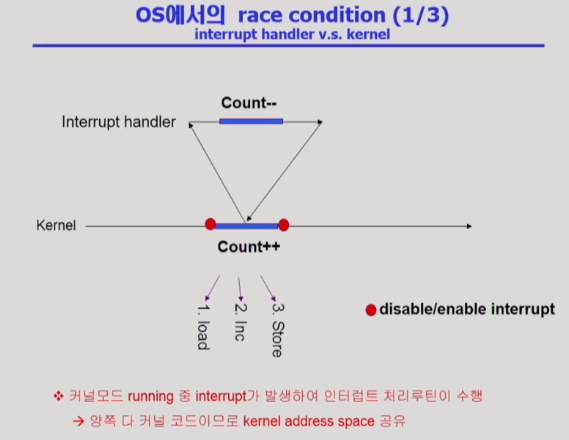 OS에서의 race condition (1/3)
interrupt handler v.s. kernel
Count--
Interrupt handler
Kernel
Count++
1. load
2. Inc
3. Store
disable/enable interrupt
❖ 커널모드 running 중 interrupt가 발생하여 인터럽트 처리루틴이 수행
→ 양쪽 다 커널 코드이므로 kernel address space 공유